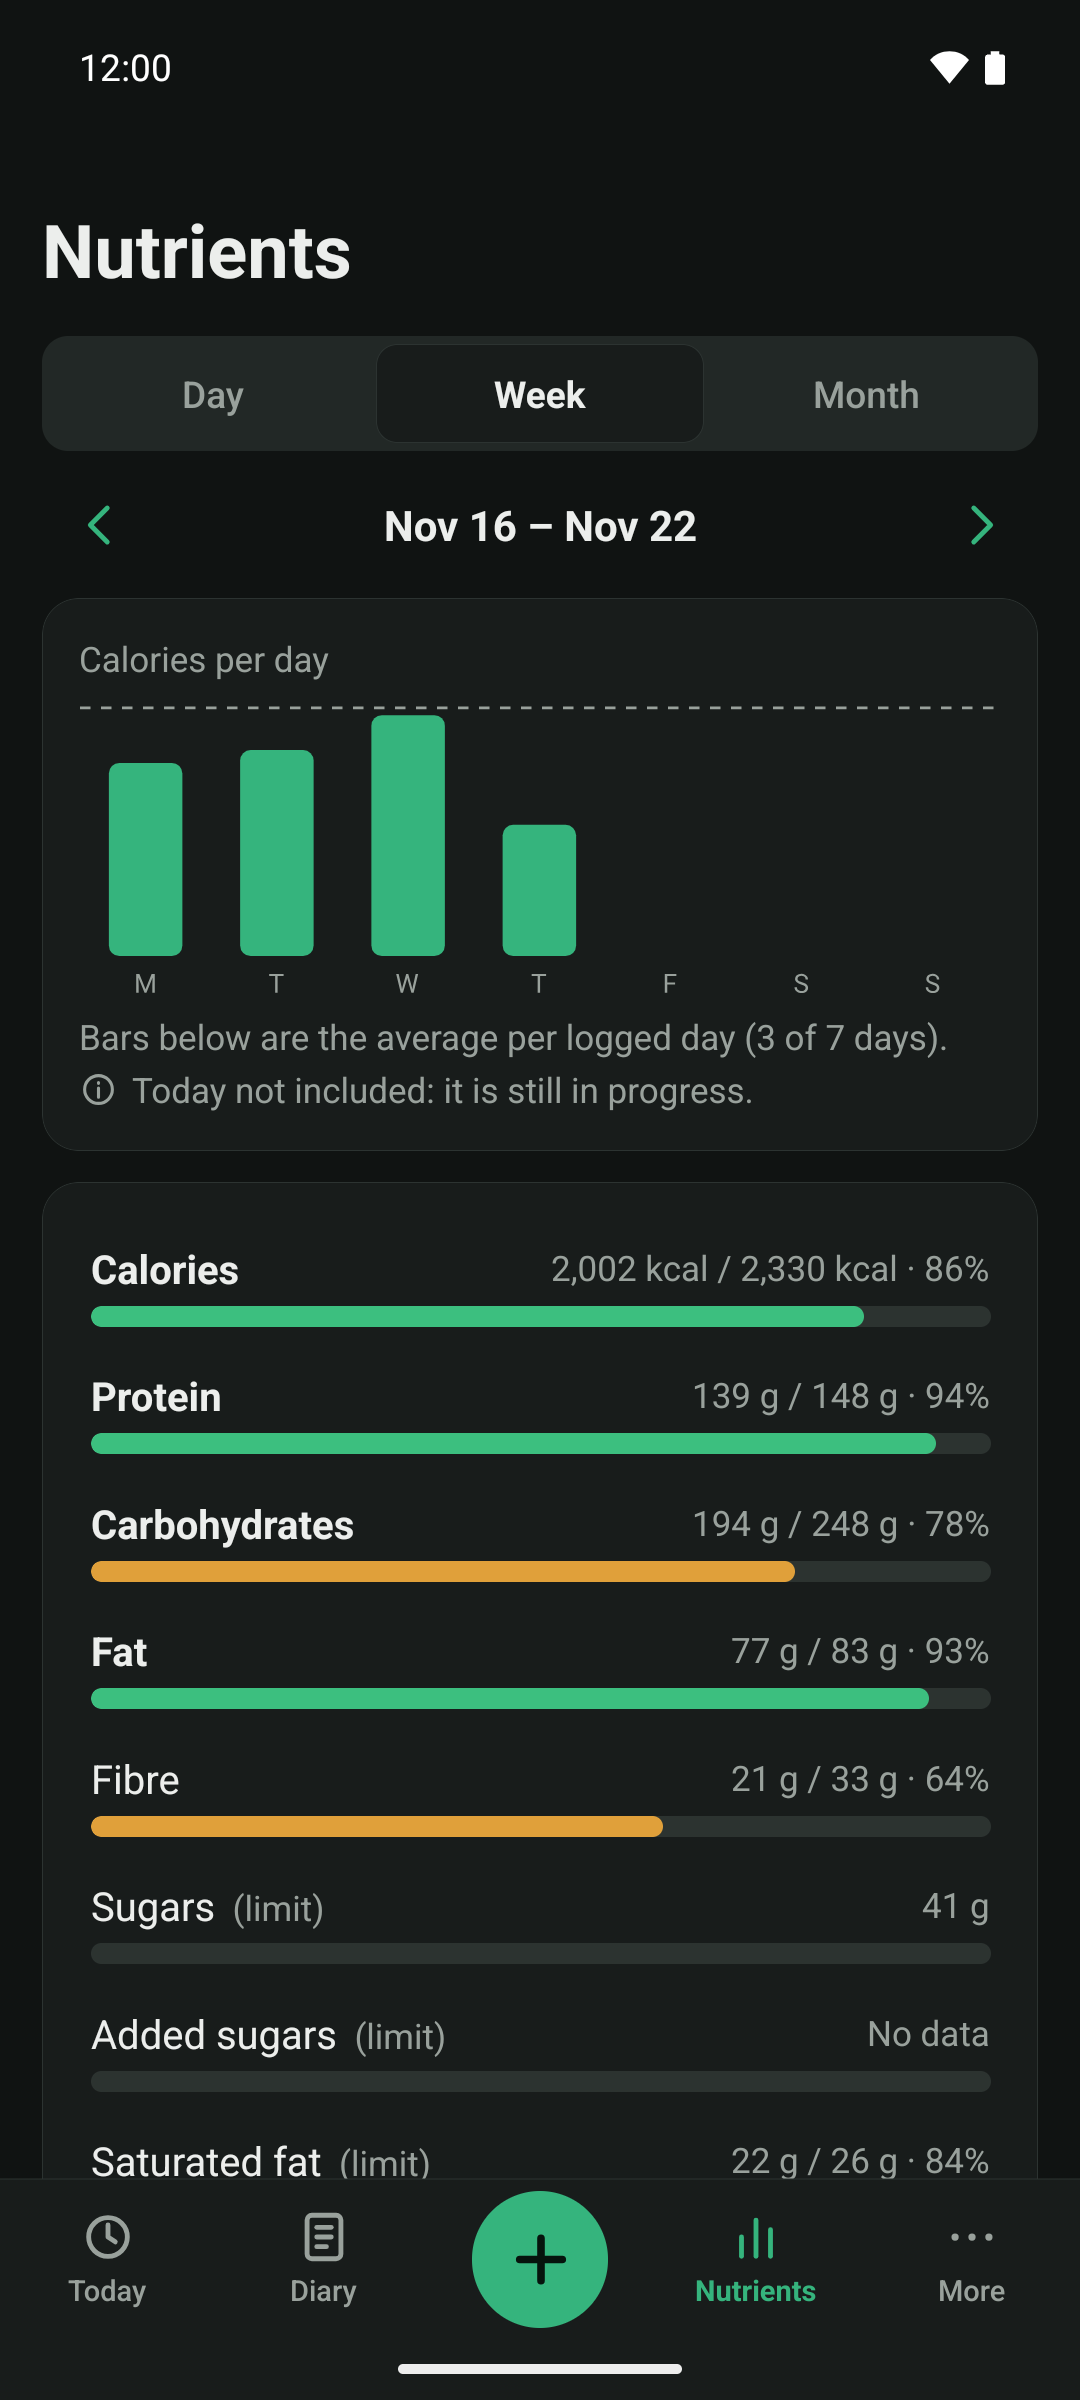 12:00
Nutrients
Day Week Month
Nov 16 – Nov 22
Calories per day
M T W T F S S
Bars below are the average per logged day (3 of 7 days).
Today not included: it is still in progress.
Calories 2,002 kcal / 2,330 kcal · 86%
Protein 139 g / 148 g · 94%
Carbohydrates 194 g / 248 g · 78%
Fat 77 g / 83 g · 93%
Fibre 21 g / 33 g · 64%
Sugars (limit) 41 g
Added sugars (limit) No data
Saturated fat (limit) 22 g / 26 g · 84%
Today Diary Nutrients More